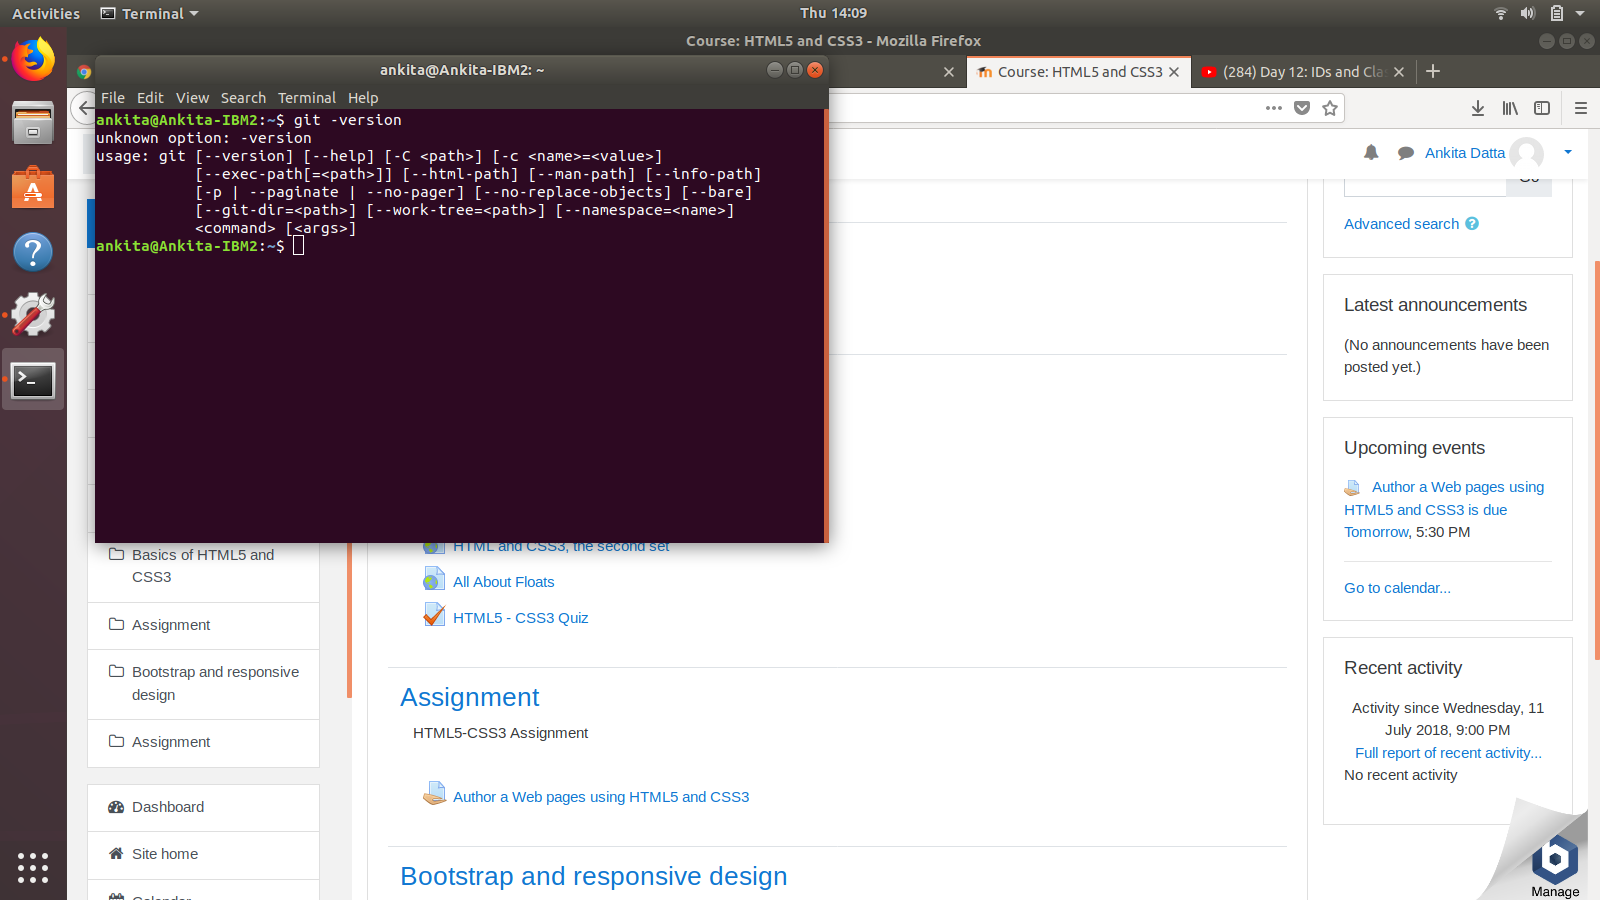 Activities
Terminal
Thu 14:09
Course: HTML5 and CSS3 - Mozilla Firefox
ankita@Ankita-IBM2: ~
Course: HTML5 and CSS3
(284) Day 12: IDs and Cla
File Edit View Search Terminal Help
ankita@Ankita-IBM2:~$ git -version
unknown option: -version
usage: git [--version] [--help] [-C <path>] [-c <name>=<value>]
[--exec-path[=<path>]] [--html-path] [--man-path] [--info-path]
[-p | --paginate | --no-pager] [--no-replace-objects] [--bare]
[--git-dir=<path>] [--work-tree=<path>] [--namespace=<name>]
<command> [<args>]
ankita@Ankita-IBM2:~$
Ankita Datta
Go
Advanced search
Latest announcements
(No announcements have been
posted yet.)
Upcoming events
Author a Web pages using
HTML5 and CSS3 is due
Tomorrow, 5:30 PM
Go to calendar...
Recent activity
Activity since Wednesday, 11
July 2018, 9:00 PM
Full report of recent activity...
No recent activity
Manage
Basics of HTML5 and
CSS3
Assignment
Bootstrap and responsive
design
Assignment
Dashboard
Site home
Calendar
HTML and CSS3, the second set
All About Floats
HTML5 - CSS3 Quiz
Assignment
HTML5-CSS3 Assignment
Author a Web pages using HTML5 and CSS3
Bootstrap and responsive design